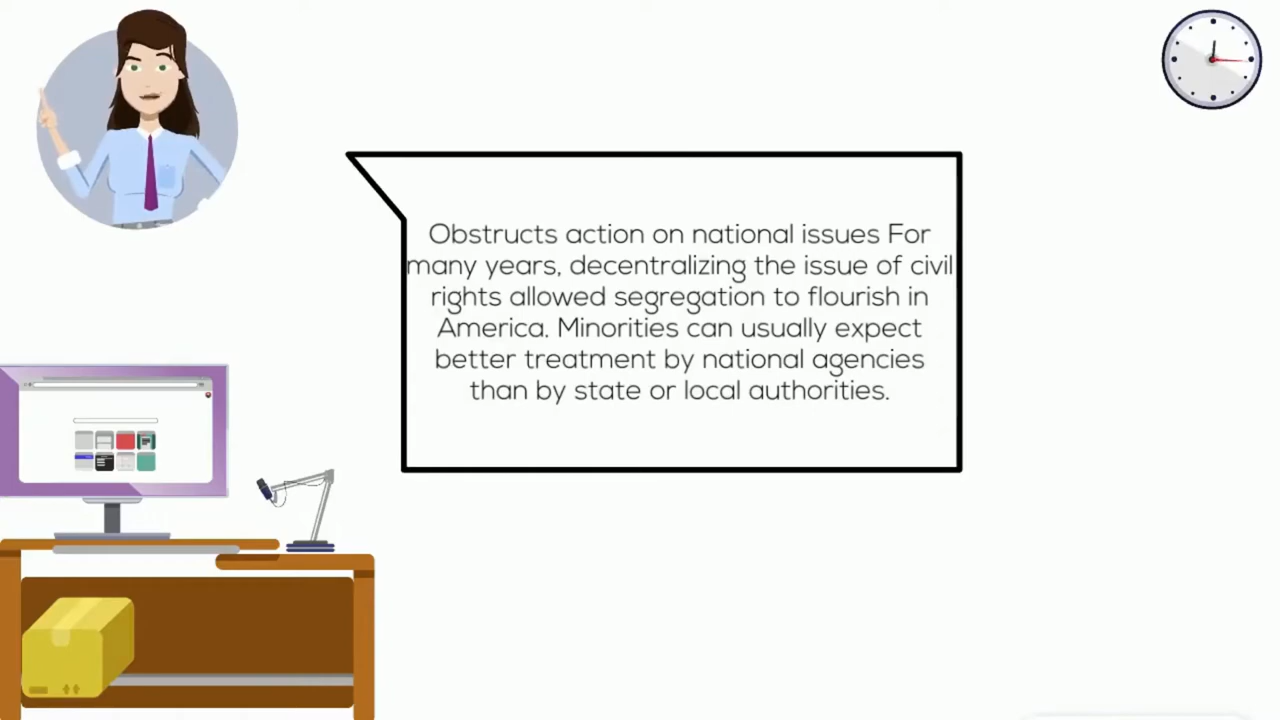 Obstructs action on national issues For
many years, decentralizing the issue of civil
rights allowed segregation to flourish in
America. Minorities can usually expect
better treatment by national agencies
than by state or local authorities.